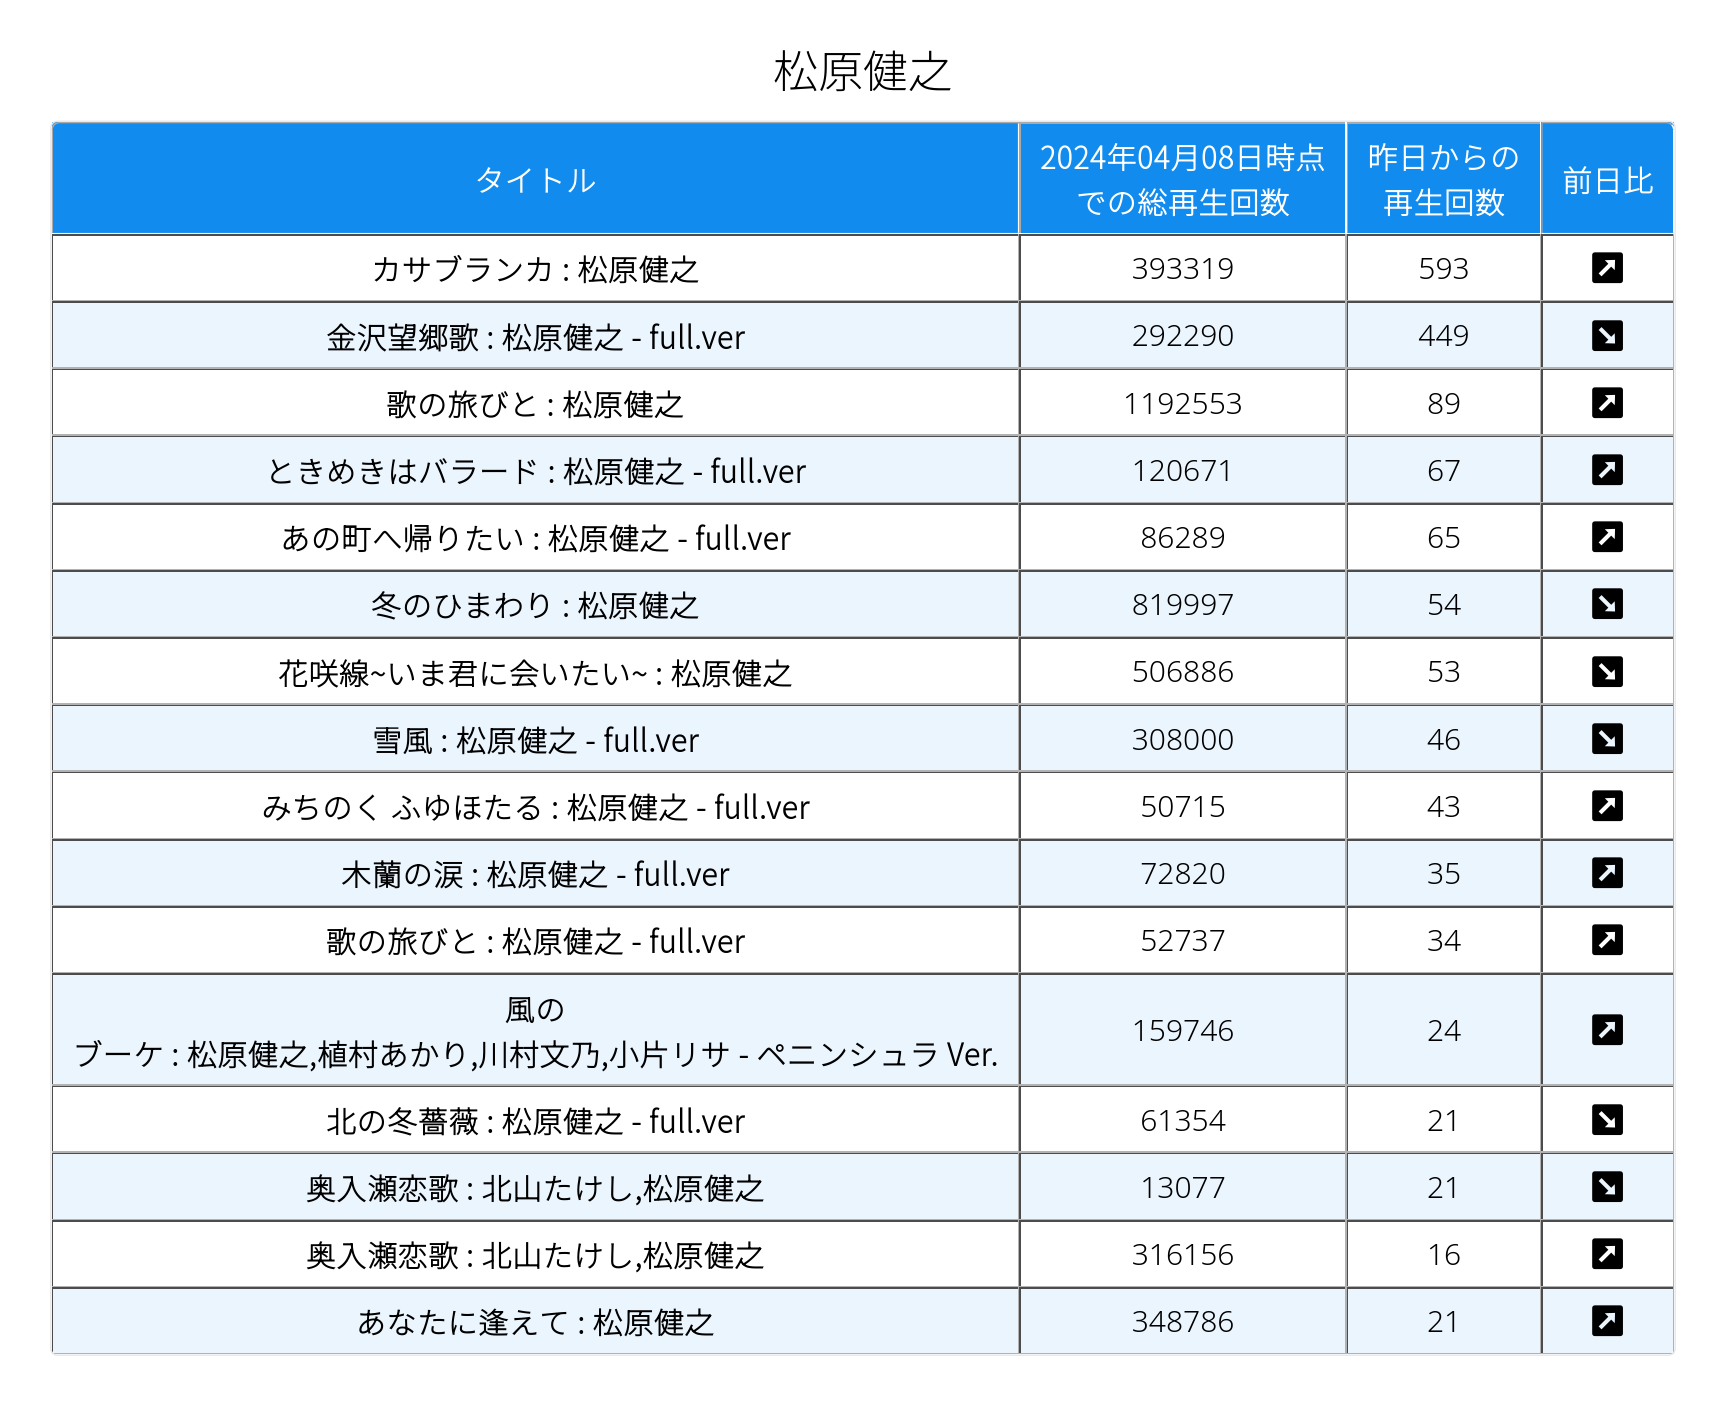 松原健之
タイトル
2024年04月08日時点
での総再生回数
昨日からの
再生回数
前日比
カサブランカ : 松原健之 393319 593
金沢望郷歌 : 松原健之 - full.ver 292290 449
歌の旅びと : 松原健之 1192553 89
ときめきはバラード : 松原健之 - full.ver 120671 67
あの町へ帰りたい : 松原健之 - full.ver 86289 65
冬のひまわり : 松原健之 819997 54
花咲線~いま君に会いたい~ : 松原健之 506886 53
雪風 : 松原健之 - full.ver 308000 46
みちのく ふゆほたる : 松原健之 - full.ver 50715 43
木蘭の涙 : 松原健之 - full.ver 72820 35
歌の旅びと : 松原健之 - full.ver 52737 34
風の
ブーケ : 松原健之,植村あかり,川村文乃,小片リサ - ペニンシュラ Ver. 159746 24
北の冬薔薇 : 松原健之 - full.ver 61354 21
奥入瀬恋歌 : 北山たけし,松原健之 13077 21
奥入瀬恋歌 : 北山たけし,松原健之 316156 16
あなたに逢えて : 松原健之 348786 21